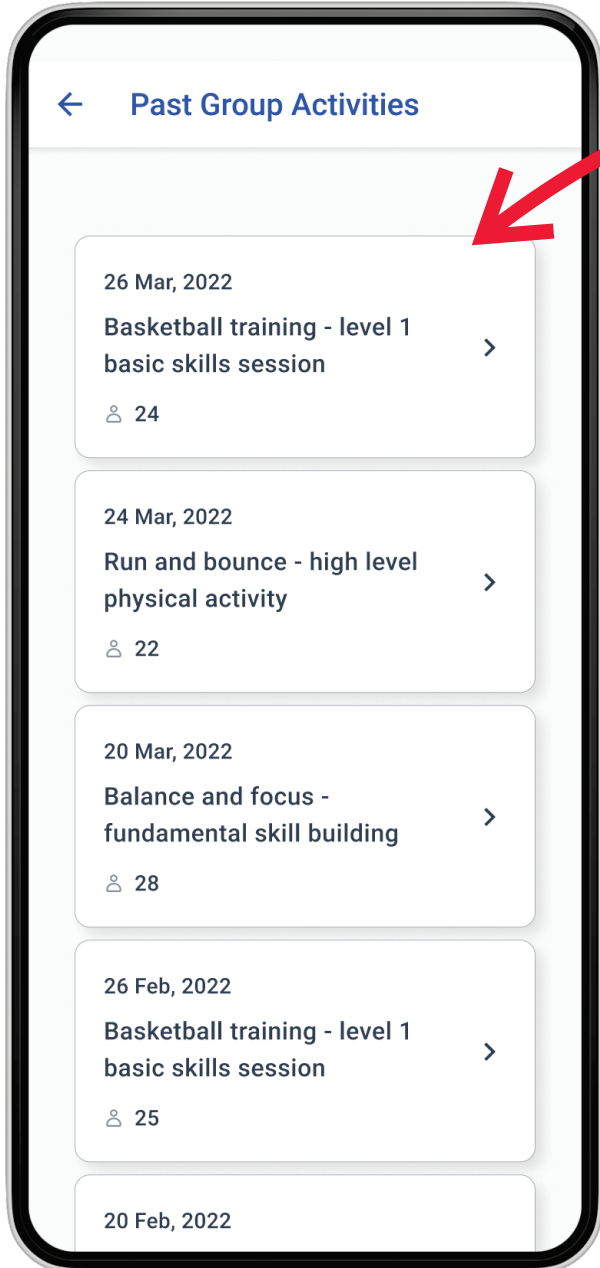 Past Group Activities
26 Mar, 2022
Basketball training - level 1
basic skills session
24
24 Mar, 2022
Run and bounce - high level
physical activity
22
20 Mar, 2022
Balance and focus -
fundamental skill building
28
26 Feb, 2022
Basketball training - level 1
basic skills session
25
20 Feb, 2022